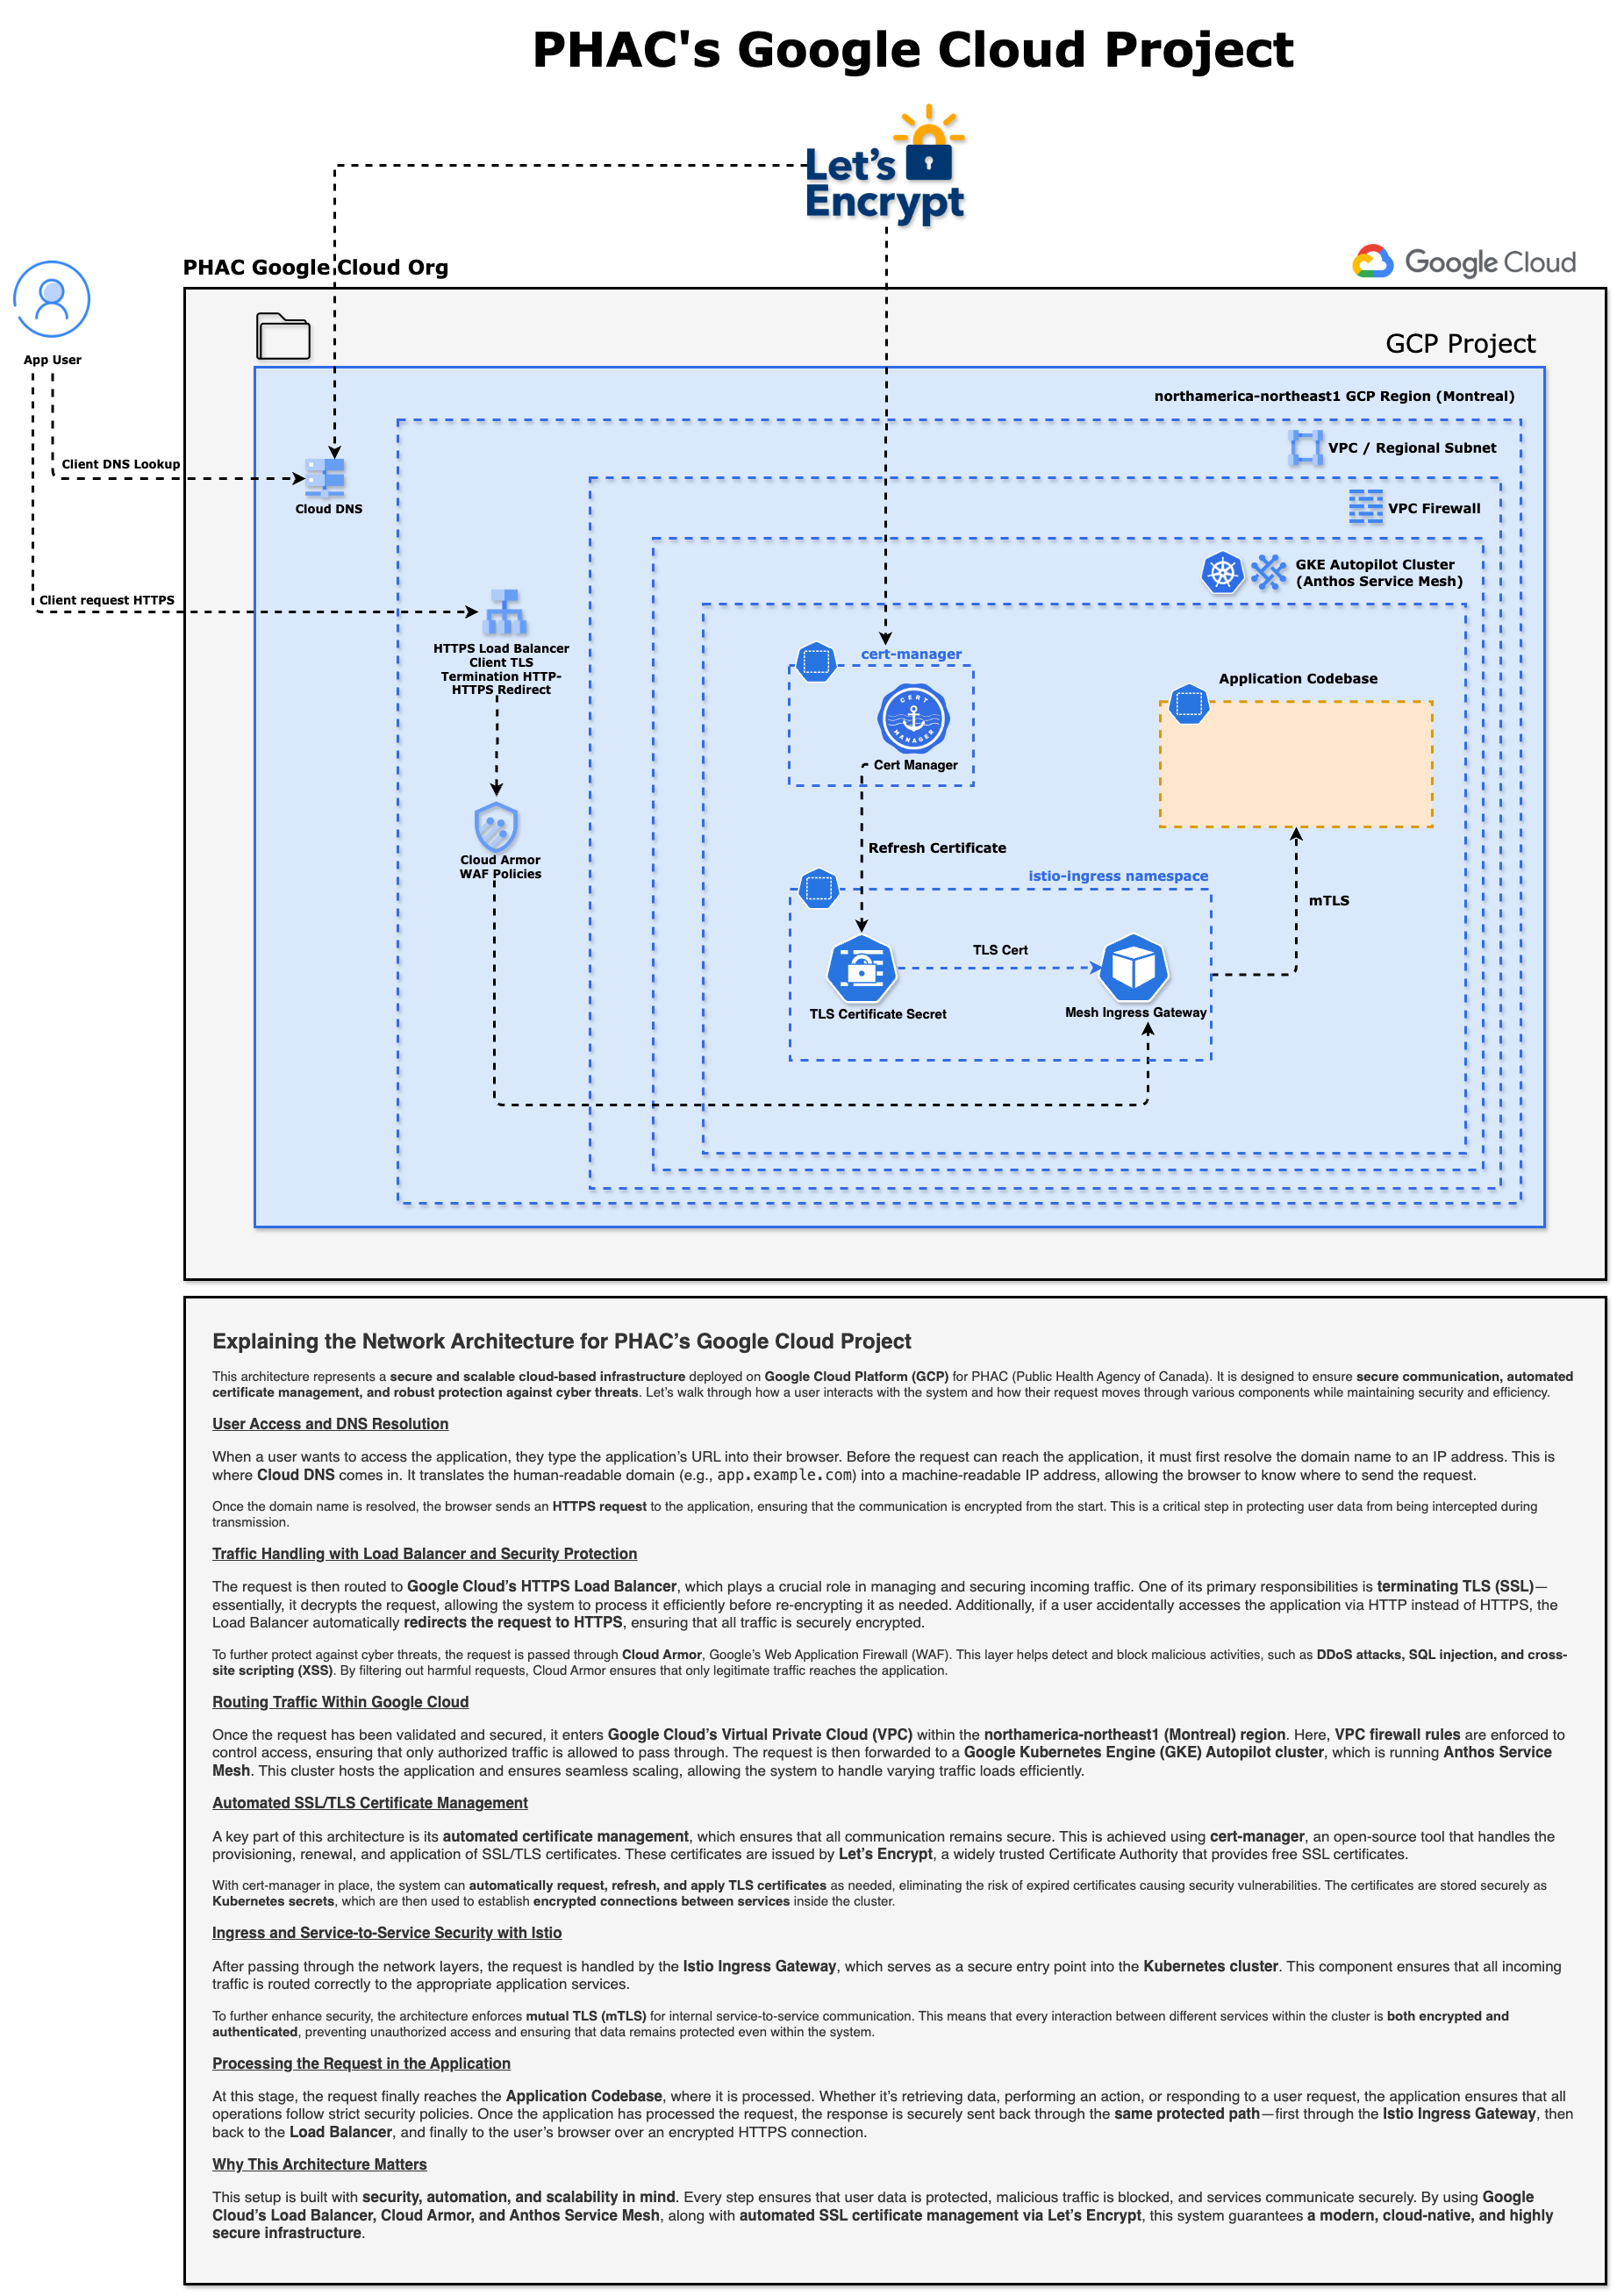 PHAC's Google Cloud Project
Let's
Encrypt
PHAC Google Cloud Org
Google Cloud
App User
GCP Project
northamerica-northeast1 GCP Region (Montreal)
VPC / Regional Subnet
Client DNS Lookup
Cloud DNS
VPC Firewall
GKE Autopilot Cluster
(Anthos Service Mesh)
Client request HTTPS
HTTPS Load Balancer
Client TLS
Termination HTTP-
HTTPS Redirect
cert-manager
CERT
MANAGER
Cert Manager
Application Codebase
Refresh Certificate
Cloud Armor
WAF Policies
istio-ingress namespace
mTLS
TLS Cert
TLS Certificate Secret
Mesh Ingress Gateway
Explaining the Network Architecture for PHAC's Google Cloud Project
This architecture represents a secure and scalable cloud-based infrastructure deployed on Google Cloud Platform (GCP) for PHAC (Public Health Agency of Canada). It is designed to ensure secure communication, automated
certificate management, and robust protection against cyber threats. Let's walk through how a user interacts with the system and how their request moves through various components while maintaining security and efficiency.
User Access and DNS Resolution
When a user wants to access the application, they type the application's URL into their browser. Before the request can reach the application, it must first resolve the domain name to an IP address. This is
where Cloud DNS comes in. It translates the human-readable domain (e.g., app.example.com) into a machine-readable IP address, allowing the browser to know where to send the request.
Once the domain name is resolved, the browser sends an HTTPS request to the application, ensuring that the communication is encrypted from the start. This is a critical step in protecting user data from being intercepted during
transmission.
Traffic Handling with Load Balancer and Security Protection
The request is then routed to Google Cloud's HTTPS Load Balancer, which plays a crucial role in managing and securing incoming traffic. One of its primary responsibilities is terminating TLS (SSL)—
essentially, it decrypts the request, allowing the system to process it efficiently before re-encrypting it as needed. Additionally, if a user accidentally accesses the application via HTTP instead of HTTPS, the
Load Balancer automatically redirects the request to HTTPS, ensuring that all traffic is securely encrypted.
To further protect against cyber threats, the request is passed through Cloud Armor, Google's Web Application Firewall (WAF). This layer helps detect and block malicious activities, such as DDoS attacks, SQL injection, and cross-
site scripting (XSS). By filtering out harmful requests, Cloud Armor ensures that only legitimate traffic reaches the application.
Routing Traffic Within Google Cloud
Once the request has been validated and secured, it enters Google Cloud's Virtual Private Cloud (VPC) within the northamerica-northeast1 (Montreal) region. Here, VPC firewall rules are enforced to
control access, ensuring that only authorized traffic is allowed to pass through. The request is then forwarded to a Google Kubernetes Engine (GKE) Autopilot cluster, which is running Anthos Service
Mesh. This cluster hosts the application and ensures seamless scaling, allowing the system to handle varying traffic loads efficiently.
Automated SSL/TLS Certificate Management
A key part of this architecture is its automated certificate management, which ensures that all communication remains secure. This is achieved using cert-manager, an open-source tool that handles the
provisioning, renewal, and application of SSL/TLS certificates. These certificates are issued by Let's Encrypt, a widely trusted Certificate Authority that provides free SSL certificates.
With cert-manager in place, the system can automatically request, refresh, and apply TLS certificates as needed, eliminating the risk of expired certificates causing security vulnerabilities. The certificates are stored securely as
Kubernetes secrets, which are then used to establish encrypted connections between services inside the cluster.
Ingress and Service-to-Service Security with Istio
After passing through the network layers, the request is handled by the Istio Ingress Gateway, which serves as a secure entry point into the Kubernetes cluster. This component ensures that all incoming
traffic is routed correctly to the appropriate application services.
To further enhance security, the architecture enforces mutual TLS (mTLS) for internal service-to-service communication. This means that every interaction between different services within the cluster is both encrypted and
authenticated, preventing unauthorized access and ensuring that data remains protected even within the system.
Processing the Request in the Application
At this stage, the request finally reaches the Application Codebase, where it is processed. Whether it's retrieving data, performing an action, or responding to a user request, the application ensures that all
operations follow strict security policies. Once the application has processed the request, the response is securely sent back through the same protected path—first through the Istio Ingress Gateway, then
back to the Load Balancer, and finally to the user's browser over an encrypted HTTPS connection.
Why This Architecture Matters
This setup is built with security, automation, and scalability in mind. Every step ensures that user data is protected, malicious traffic is blocked, and services communicate securely. By using Google
Cloud's Load Balancer, Cloud Armor, and Anthos Service Mesh, along with automated SSL certificate management via Let's Encrypt, this system guarantees a modern, cloud-native, and highly
secure infrastructure.